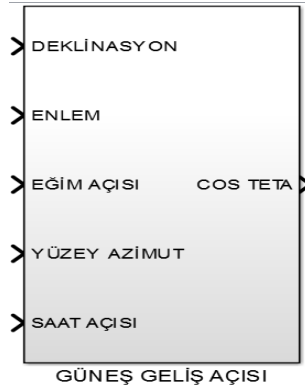 DEKLİNASYON
ENLEM
EĞİM AÇISI
COS TETA
YÜZEY AZİMUT
SAAT AÇISI
GÜNEŞ GELİŞ AÇISI